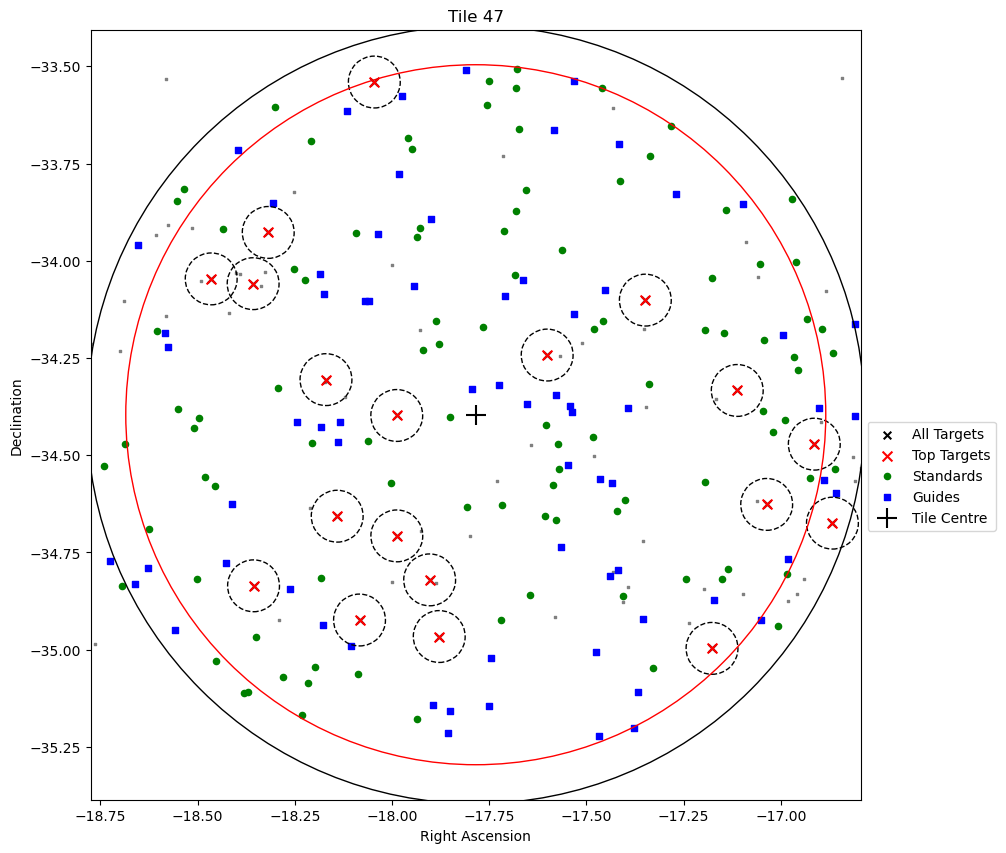 Tile 47
−33.50
−33.75
−34.00
−34.25
−34.50
−34.75
−35.00
−35.25
Declination
−18.75 −18.50 −18.25 −18.00 −17.75 −17.50 −17.25 −17.00
Right Ascension
All Targets
Top Targets
Standards
Guides
Tile Centre